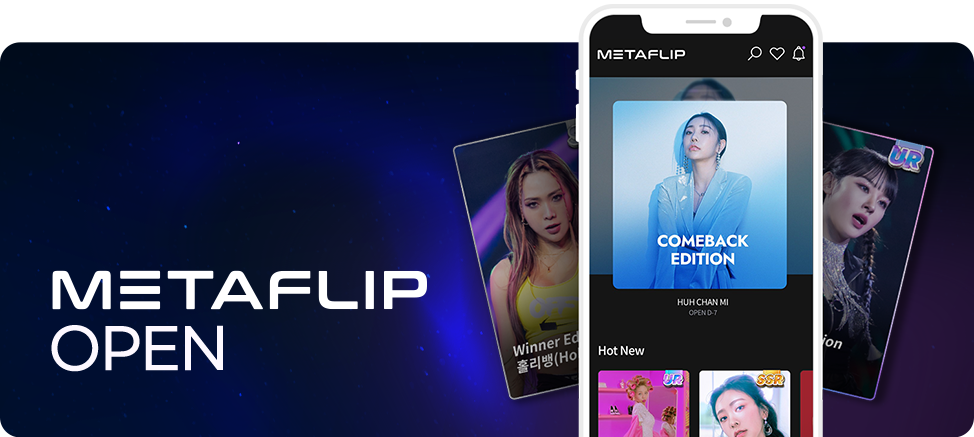 METAFLIP
OPEN
Winner Ed
홀리뱅(Ho
METAFLIP
COMEBACK
EDITION
HUH CHAN MI
OPEN D-7
Hot New
UR
SSR
UR
ion